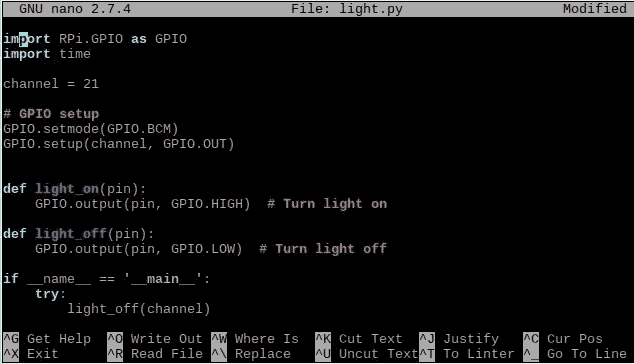 GNU nano 2.7.4 File: light.py Modified
import RPi.GPIO as GPIO
import time
channel = 21
# GPIO setup
GPIO.setmode(GPIO.BCM)
GPIO.setup(channel, GPIO.OUT)
def light_on(pin):
    GPIO.output(pin, GPIO.HIGH)  # Turn light on
def light_off(pin):
    GPIO.output(pin, GPIO.LOW)  # Turn light off
if __name__ == '__main__':
    try:
        light_off(channel)
^G Get Help ^O Write Out ^W Where Is ^K Cut Text ^J Justify ^C Cur Pos
^X Exit ^R Read File ^\ Replace ^U Uncut Text ^T To Linter ^_ Go To Line